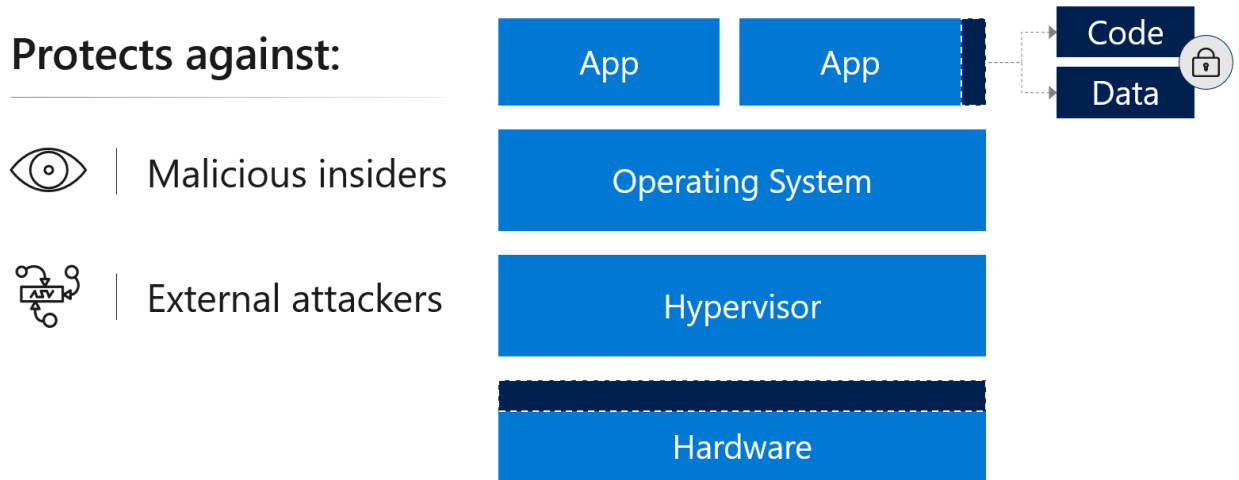 Protects against:
Malicious insiders
External attackers
App
App
Code
Data
Operating System
Hypervisor
Hardware